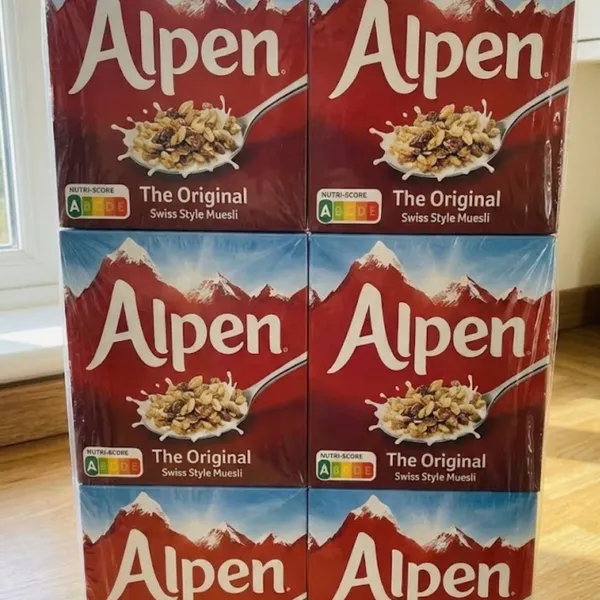 Alpen
NUTRI-SCORE
A B C D E
The Original
Swiss Style Muesli
Alpen
NUTRI-SCORE
A B C D E
The Original
Swiss Style Muesli
Alpen
NUTRI-SCORE
A B C D E
The Original
Swiss Style Muesli
Alpen
NUTRI-SCORE
A B C D E
The Original
Swiss Style Muesli
Alpen
Alpen